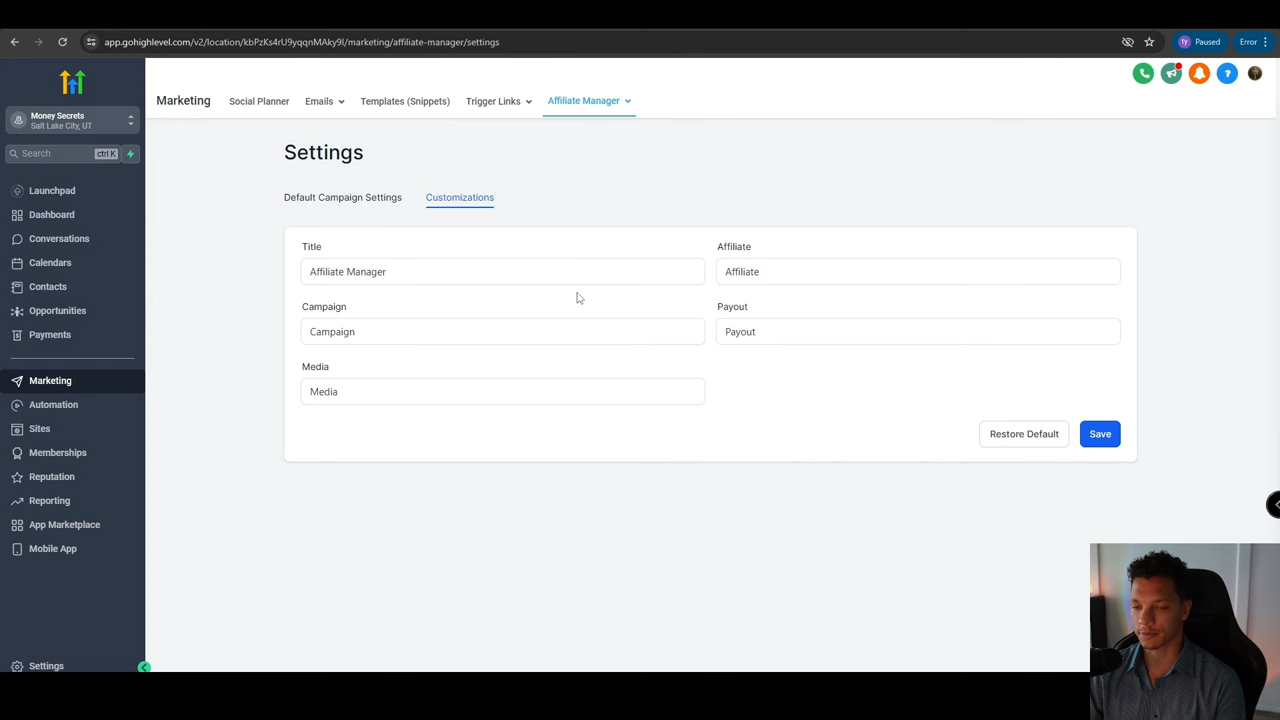 app.gohighlevel.com/v2/location/kbPzKs4rU9yqqnMAky9l/marketing/affiliate-manager/settings
ty
Paused
Error
Money Secrets
Salt Lake City, UT
Search
ctrl K
Launchpad
Dashboard
Conversations
Calendars
Contacts
Opportunities
Payments
Marketing
Automation
Sites
Memberships
Reputation
Reporting
App Marketplace
Mobile App
Settings
Marketing
Social Planner
Emails
Templates (Snippets)
Trigger Links
Affiliate Manager
?
Settings
Default Campaign Settings
Customizations
Title
Affiliate Manager
Affiliate
Affiliate
Campaign
Campaign
Payout
Payout
Media
Media
Restore Default
Save